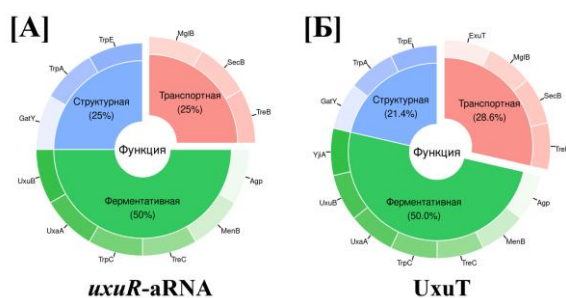 [А]
MglB
SecB
TreB
TrpE
TrpA
GatY
Структурная
(25%)
Транспортная
(25%)
Функция
Ферментативная
(50%)
UxuB
UxaA
TrpC
TreC
MenB
Agp
uxuR-aRNA
[Б]
ExuT
MglB
SecB
TrpE
TrpA
GatY
Структурная
(21.4%)
Транспортная
(28.6%)
Функция
Ферментативная
(50.0%)
YjiA
UxuB
UxaA
TrpC
TreC
MenB
Agp
UxuT